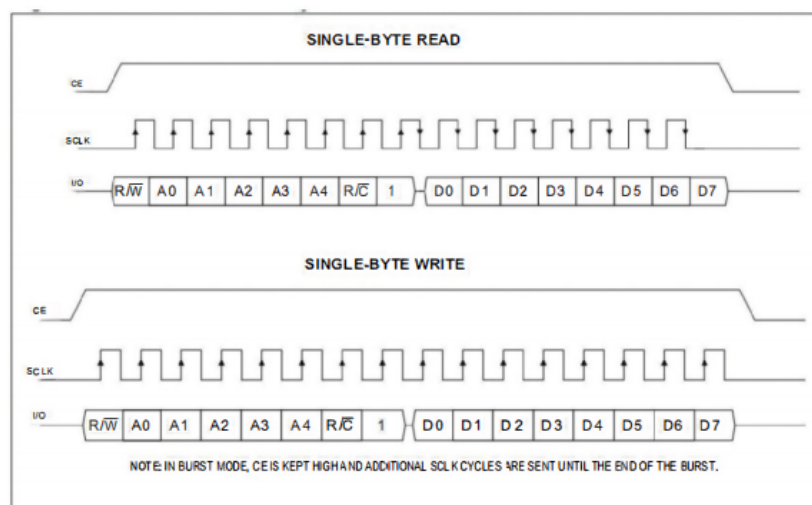 SINGLE-BYTE READ
CE
SCLK
I/O R/W̅ A0 A1 A2 A3 A4 R/C̅ 1 D0 D1 D2 D3 D4 D5 D6 D7
SINGLE-BYTE WRITE
CE
SCLK
I/O R/W̅ A0 A1 A2 A3 A4 R/C̅ 1 D0 D1 D2 D3 D4 D5 D6 D7
NOTE: IN BURST MODE, CE IS KEPT HIGH AND ADDITIONAL SCLK CYCLES ARE SENT UNTIL THE END OF THE BURST.